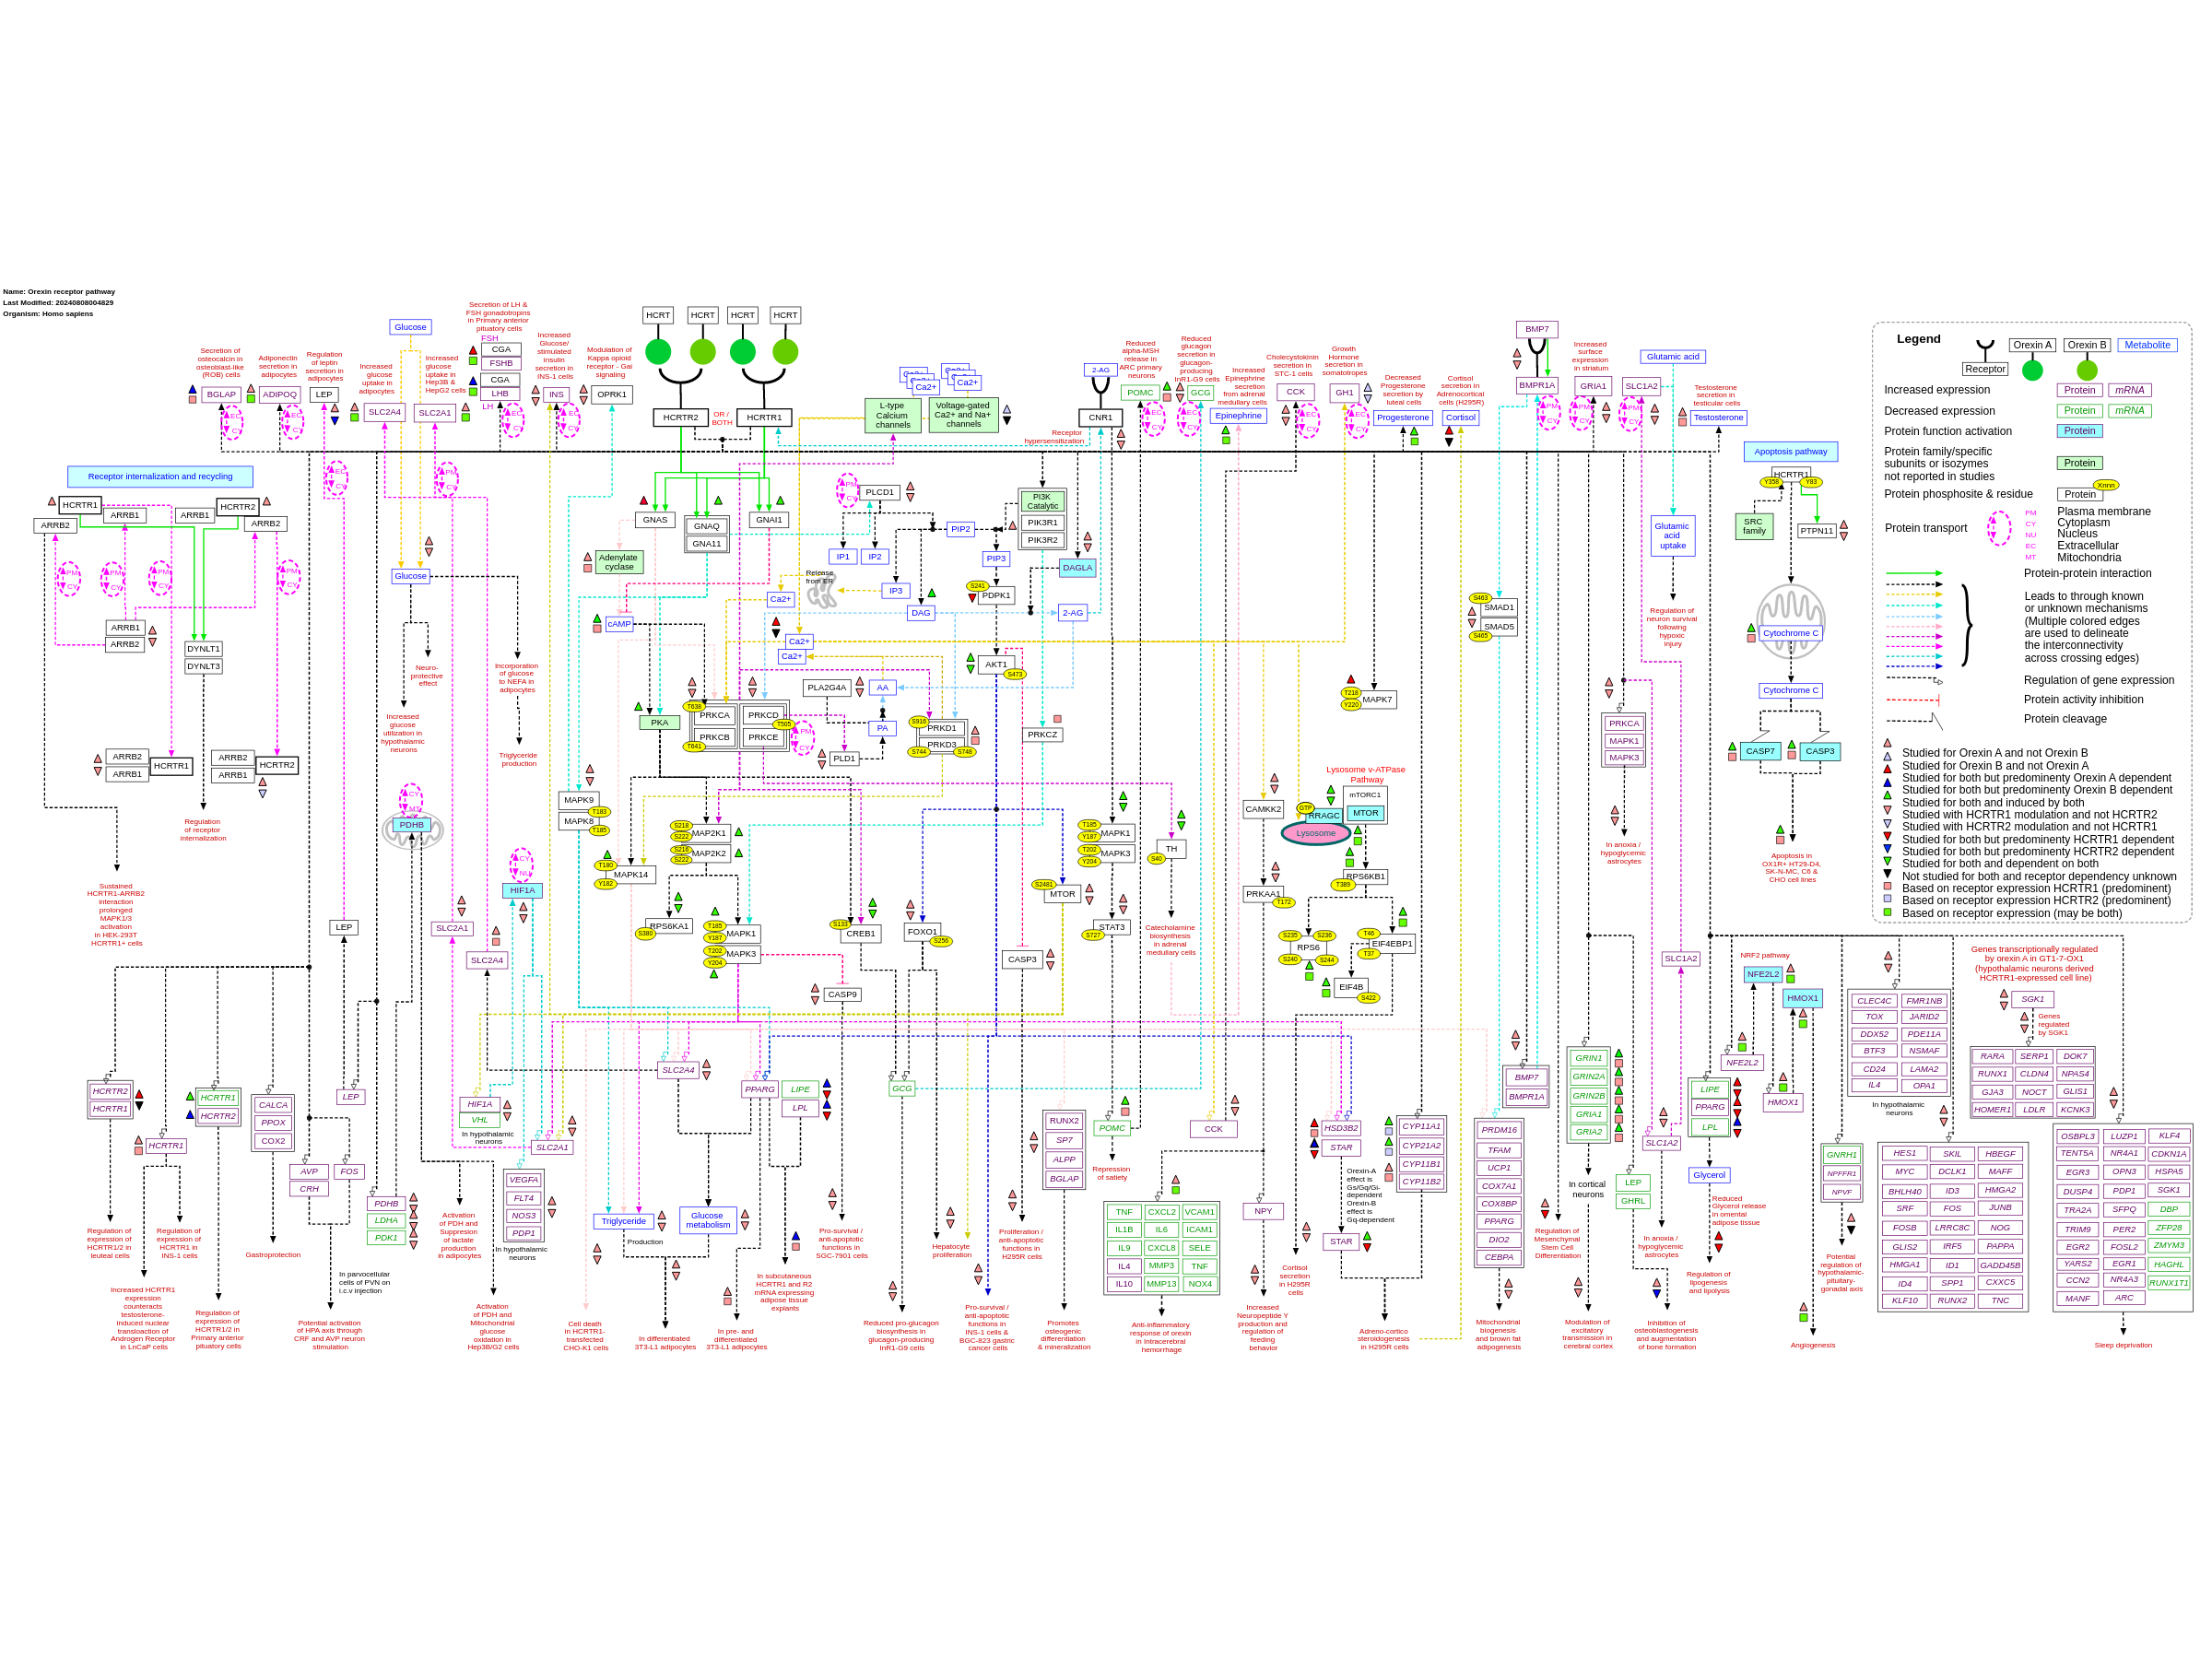 Name: Orexin receptor pathway
Last Modified: 20240808004829
Organism: Homo sapiens
Secretion of
osteocalcin in
osteoblast-like
(ROB) cells
BGLAP
Adiponectin
secretion in
adipocytes
ADIPOQ
Regulation
of leptin
secretion in
adipocytes
LEP
Glucose
Increased
glucose
uptake in
adipocytes
SLC2A4
Increased
glucose
uptake in
Hep3B &
HepG2 cells
SLC2A1
Secretion of LH &
FSH gonadotropins
in Primary anterior
pituatory cells
FSH
CGA
FSHB
CGA
LHB
LH
Increased
Glucose/
stimulated
insulin
secretion in
INS-1 cells
INS
Modulation of
Kappa opioid
receptor - Gai
signaling
OPRK1
HCRT
HCRT
HCRT
HCRT
HCRTR2
OR /
BOTH
HCRTR1
L-type
Calcium
channels
Voltage-gated
Ca2+ and Na+
channels
Ca2+
Ca2+
2-AG
CNR1
Receptor
hypersensitization
Reduced
alpha-MSH
release in
ARC primary
neurons
POMC
Reduced
glucagon
secretion in
glucagon-
producing
InR1-G9 cells
GCG
Increased
Epinephrine
secretion
from adrenal
medullary cells
Epinephrine
Cholecystokinin
secretion in
STC-1 cells
CCK
Growth
Hormone
secretion in
somatotropes
GH1
Decreased
Progesterone
secretion by
luteal cells
Progesterone
Cortisol
secretion in
Adrenocortical
cells (H295R)
Cortisol
BMP7
BMPR1A
Increased
surface
expression
in striatum
GRIA1
Glutamic acid
SLC1A2
Testosterone
secretion in
testicular cells
Testosterone
Legend
Orexin A
Orexin B
Metabolite
Receptor
Increased expression
Protein
mRNA
Decreased expression
Protein
mRNA
Protein function activation
Protein
Protein family/specific
subunits or isozymes
not reported in studies
Protein
Protein phosphosite & residue
Protein
Xnnn
Protein transport
PM
Plasma membrane
CY
Cytoplasm
NU
Nucleus
EC
Extracellular
MT
Mitochondria
Protein-protein interaction
Leads to through known
or unknown mechanisms
(Multiple colored edges
are used to delineate
the interconnectivity
across crossing edges)
Regulation of gene expression
Protein activity inhibition
Protein cleavage
Studied for Orexin A and not Orexin B
Studied for Orexin B and not Orexin A
Studied for both but predominenty Orexin A dependent
Studied for both but predominenty Orexin B dependent
Studied for both and induced by both
Studied with HCRTR1 modulation and not HCRTR2
Studied with HCRTR2 modulation and not HCRTR1
Studied for both but predominenty HCRTR1 dependent
Studied for both but predominenty HCRTR2 dependent
Studied for both and dependent on both
Not studied for both and receptor dependency unknown
Based on receptor expression HCRTR1 (predominent)
Based on receptor expression HCRTR2 (predominent)
Based on receptor expression (may be both)
Receptor internalization and recycling
HCRTR1
ARRB2
ARRB1
ARRB1
HCRTR2
ARRB2
ARRB1
ARRB2
DYNLT1
DYNLT3
ARRB2
ARRB1
HCRTR1
ARRB2
ARRB1
HCRTR2
Regulation
of receptor
internalization
Sustained
HCRTR1-ARRB2
interaction
prolonged
MAPK1/3
activation
in HEK-293T
HCRTR1+ cells
Glucose
Neuro-
protective
effect
Increased
glucose
utilization in
hypothalamic
neurons
Incorporation
of glucose
to NEFA in
adipocytes
Triglyceride
production
CY
MT
PDHB
CY
NU
HIF1A
LEP
SLC2A1
SLC2A4
GNAS
GNAQ
GNA11
GNAI1
Adenylate
cyclase
cAMP
PKA
PLCD1
IP1
IP2
PIP2
PIP3
IP3
DAG
Release
from ER
Ca2+
Ca2+
Ca2+
PI3K
Catalytic
PIK3R1
PIK3R2
DAGLA
2-AG
S241
PDPK1
AKT1
S473
PLA2G4A
AA
PA
PLD1
T638
PRKCA
PRKCB
T641
PRKCD
T505
PRKCE
S916
PRKD1
PRKD3
S744
S748
PRKCZ
MAPK9
T183
MAPK8
T185
S218
S222
MAP2K1
S218
S222
MAP2K2
T180
MAPK14
Y182
RPS6KA1
S380
T185
Y187
MAPK1
T202
Y204
MAPK3
S133
CREB1
FOXO1
S256
CASP9
CASP3
S2481
MTOR
T185
Y187
MAPK1
T202
Y204
MAPK3
STAT3
S727
TH
S40
Catecholamine
biosynthesis
in adrenal
medullary cells
CAMKK2
PRKAA1
T172
Lysosome v-ATPase
Pathway
mTORC1
MTOR
GTP
RRAGC
Lysosome
RPS6KB1
T389
S235
S236
RPS6
S240
S244
T46
EIF4EBP1
T37
EIF4B
S422
T218
Y220
MAPK7
S463
SMAD1
SMAD5
S465
Glutamic
acid
uptake
Regulation of
neuron survival
following
hypoxic
injury
PRKCA
MAPK1
MAPK3
In anoxia /
hypoglycemic
astrocytes
Apoptosis pathway
HCRTR1
Y358
Y83
SRC
family
PTPN11
Cytochrome C
Cytochrome C
CASP7
CASP3
Apoptosis in
OX1R+ HT29-D4,
SK-N-MC, C6 &
CHO cell lines
HCRTR2
HCRTR1
Regulation of
expression of
HCRTR1/2 in
leuteal cells
HCRTR1
Increased HCRTR1
expression
counteracts
testosterone-
induced nuclear
transloaction of
Androgen Receptor
in LnCaP cells
Regulation of
expression of
HCRTR1 in
INS-1 cells
HCRTR1
HCRTR2
Regulation of
expression of
HCRTR1/2 in
Primary anterior
pituatory cells
CALCA
PPOX
COX2
Gastroprotection
AVP
CRH
FOS
LEP
In parvocellular
cells of PVN on
i.c.v injection
Potential activation
of HPA axis through
CRF and AVP neuron
stimulation
PDHB
LDHA
PDK1
Activation
of PDH and
Suppresion
of lactate
production
in adipocytes
HIF1A
VHL
In hypothalamic
neurons
SLC2A1
VEGFA
FLT4
NOS3
PDP1
In hypothalamic
neurons
Activation
of PDH and
Mitochondrial
glucose
oxidation in
Hep3B/G2 cells
Cell death
in HCRTR1-
transfected
CHO-K1 cells
SLC2A4
Triglyceride
Production
Glucose
metabolism
In differentiated
3T3-L1 adipocytes
PPARG
LIPE
LPL
In pre- and
differentiated
3T3-L1 adipocytes
In subcutaneous
HCRTR1 and R2
mRNA expressing
adipose tissue
explants
Pro-survival /
anti-apoptotic
functions in
SGC-7901 cells
GCG
Reduced pro-glucagon
biosynthesis in
glucagon-producing
InR1-G9 cells
Hepatocyte
proliferation
Pro-survival /
anti-apoptotic
functions in
INS-1 cells &
BGC-823 gastric
cancer cells
Proliferation /
anti-apoptotic
functions in
H295R cells
RUNX2
SP7
ALPP
BGLAP
Promotes
osteogenic
differentiation
& mineralization
POMC
Repression
of satiety
CCK
TNF
CXCL2
VCAM1
IL1B
IL6
ICAM1
IL9
CXCL8
SELE
IL4
MMP3
TNF
IL10
MMP13
NOX4
Anti-inflammatory
response of orexin
in Intracerebral
hemorrhage
NPY
Increased
Neuropeptide Y
production and
regulation of
feeding
behavior
Cortisol
secretion
in H295R
cells
HSD3B2
STAR
Orexin-A
effect is
Gs/Gq/Gi-
dependent
Orexin-B
effect is
Gq-dependent
STAR
CYP11A1
CYP21A2
CYP11B1
CYP11B2
Adreno-cortico
steroidogenesis
in H295R cells
BMP7
BMPR1A
PRDM16
TFAM
UCP1
COX7A1
COX8BP
PPARG
DIO2
CEBPA
Mitochondrial
biogenesis
and brown fat
adipogenesis
Regulation of
Mesenchymal
Stem Cell
Differentiation
GRIN1
GRIN2A
GRIN2B
GRIA1
GRIA2
In cortical
neurons
Modulation of
excitatory
transmission in
cerebral cortex
LEP
GHRL
Inhibition of
osteoblastogenesis
and augmentation
of bone formation
SLC1A2
SLC1A2
In anoxia /
hypoglycemic
astrocytes
LIPE
PPARG
LPL
Glycerol
Reduced
Glycerol release
in omental
adipose tissue
Regulation of
lipogenesis
and lipolysis
NRF2 pathway
NFE2L2
HMOX1
NFE2L2
HMOX1
Angiogenesis
GNRH1
NPFFR1
NPVF
Potential
regulation of
hypothalamic-
pituitary-
gonadal axis
CLEC4C
FMR1NB
TOX
JARID2
DDX52
PDE11A
BTF3
NSMAF
CD24
LAMA2
IL4
OPA1
In hypothalamic
neurons
Genes transcriptionally regulated
by orexin A in GT1-7-OX1
(hypothalamic neurons derived
HCRTR1-expressed cell line)
SGK1
Genes
regulated
by SGK1
RARA
SERP1
DOK7
RUNX1
CLDN4
NPAS4
GJA3
NOCT
GLIS1
HOMER1
LDLR
KCNK3
HES1
SKIL
HBEGF
MYC
DCLK1
MAFF
BHLH40
ID3
HMGA2
SRF
FOS
JUNB
FOSB
LRRC8C
NOG
GLIS2
IRF5
PAPPA
HMGA1
ID1
GADD45B
ID4
SPP1
CXXC5
KLF10
RUNX2
TNC
OSBPL3
LUZP1
KLF4
TENT5A
NR4A1
CDKN1A
EGR3
OPN3
HSPA5
DUSP4
PDP1
SGK1
TRA2A
SFPQ
DBP
TRIM9
PER2
ZFP28
EGR2
FOSL2
ZMYM3
YARS2
EGR1
HAGHL
CCN2
NR4A3
RUNX1T1
MANF
ARC
Sleep deprivation